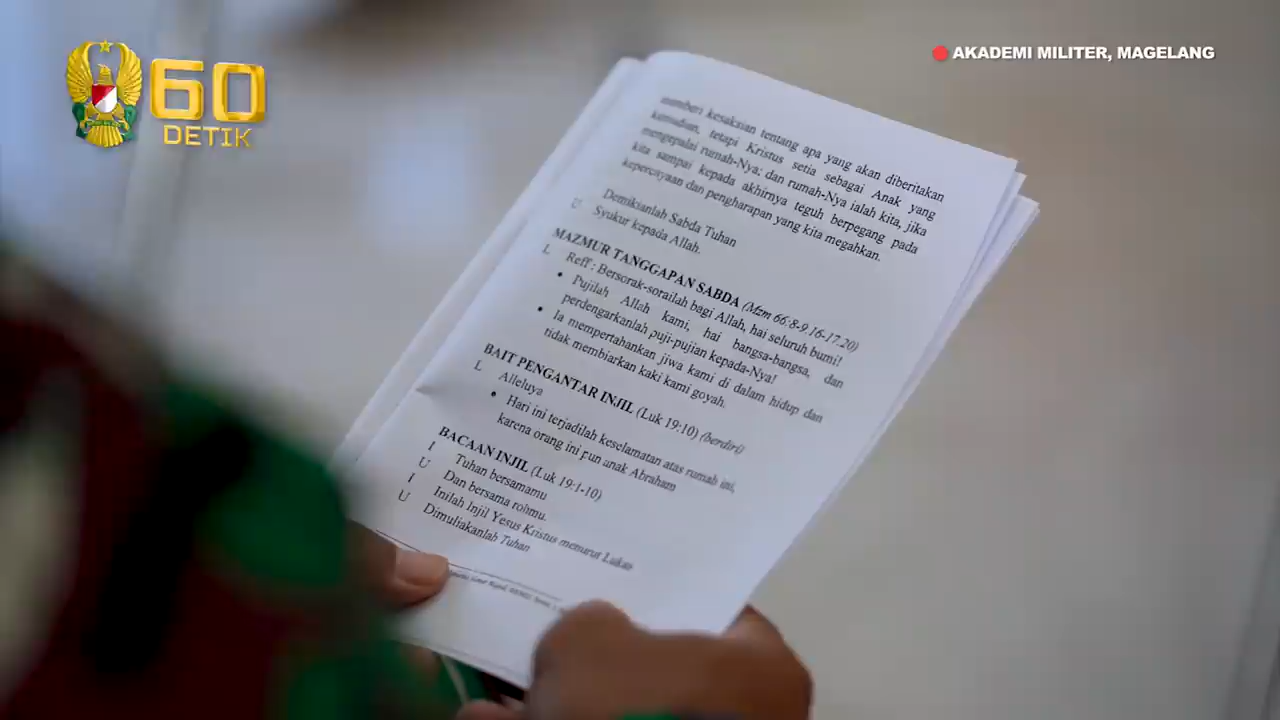 60
DETIK
AKADEMI MILITER, MAGELANG
memberi kesaksian tentang apa yang akan diberitakan
kemudian, tetapi Kristus setia sebagai Anak yang
mengepalai rumah-Nya; dan rumah-Nya ialah kita, jika
kita sampai kepada akhirnya teguh berpegang pada
kepercayaan dan pengharapan yang kita megahkan.
Demikianlah Sabda Tuhan
U Syukur kepada Allah.
MAZMUR TANGGAPAN SABDA (Mzm 66:8-9.16-17.20)
L Reff : Bersorak-sorailah bagi Allah, hai seluruh bumi!
• Pujilah Allah kami, hai bangsa-bangsa, dan
perdengarkanlah puji-pujian kepada-Nya!
• Ia mempertahankan jiwa kami di dalam hidup dan
tidak membiarkan kaki kami goyah.
BAIT PENGANTAR INJIL (Luk 19:10) (berdiri)
L Alleluya
• Hari ini terjadilah keselamatan atas rumah ini,
karena orang ini pun anak Abraham
BACAAN INJIL (Luk 19:1-10)
I Tuhan bersamamu
U Dan bersama rohmu.
I Inilah Injil Yesus Kristus menurut Lukas
U Dimuliakanlah Tuhan